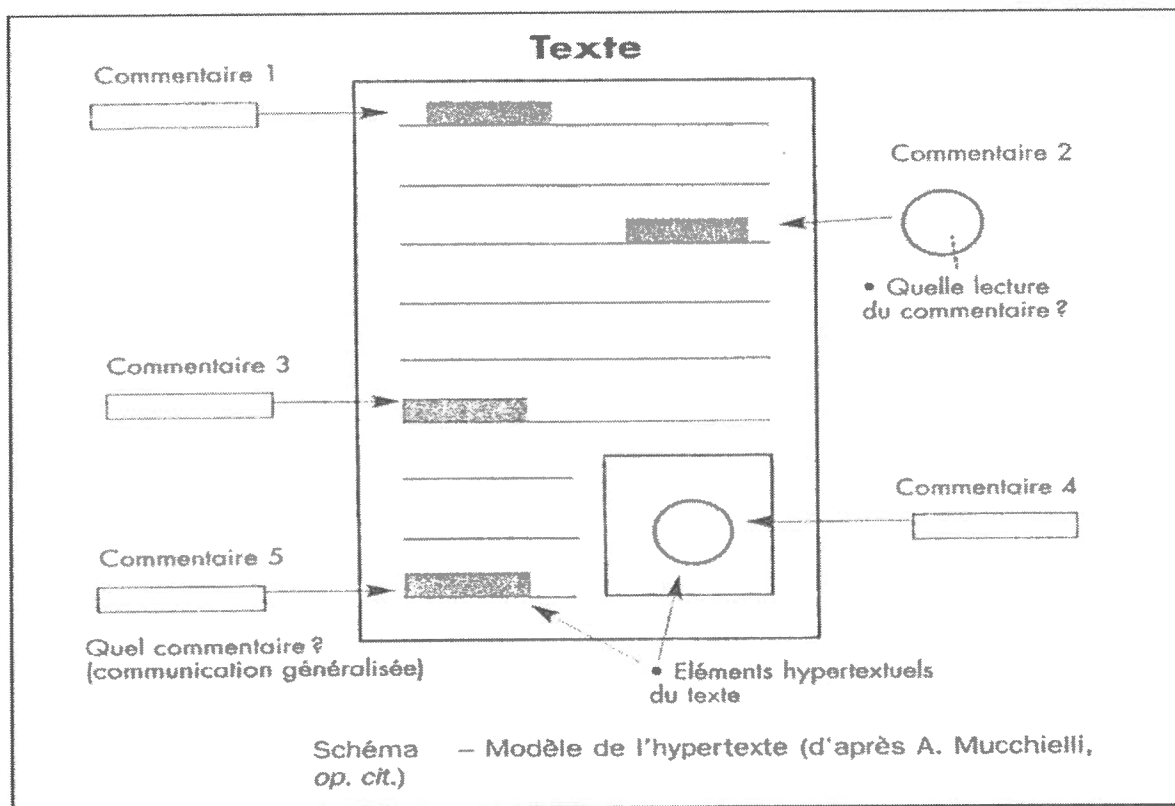 Texte
Commentaire 1
Commentaire 2
• Quelle lecture
du commentaire ?
Commentaire 3
Commentaire 4
Commentaire 5
Quel commentaire ?
(communication généralisée)
• Eléments hypertextuels
du texte
Schéma – Modèle de l'hypertexte (d'après A. Mucchielli,
op. cit.)